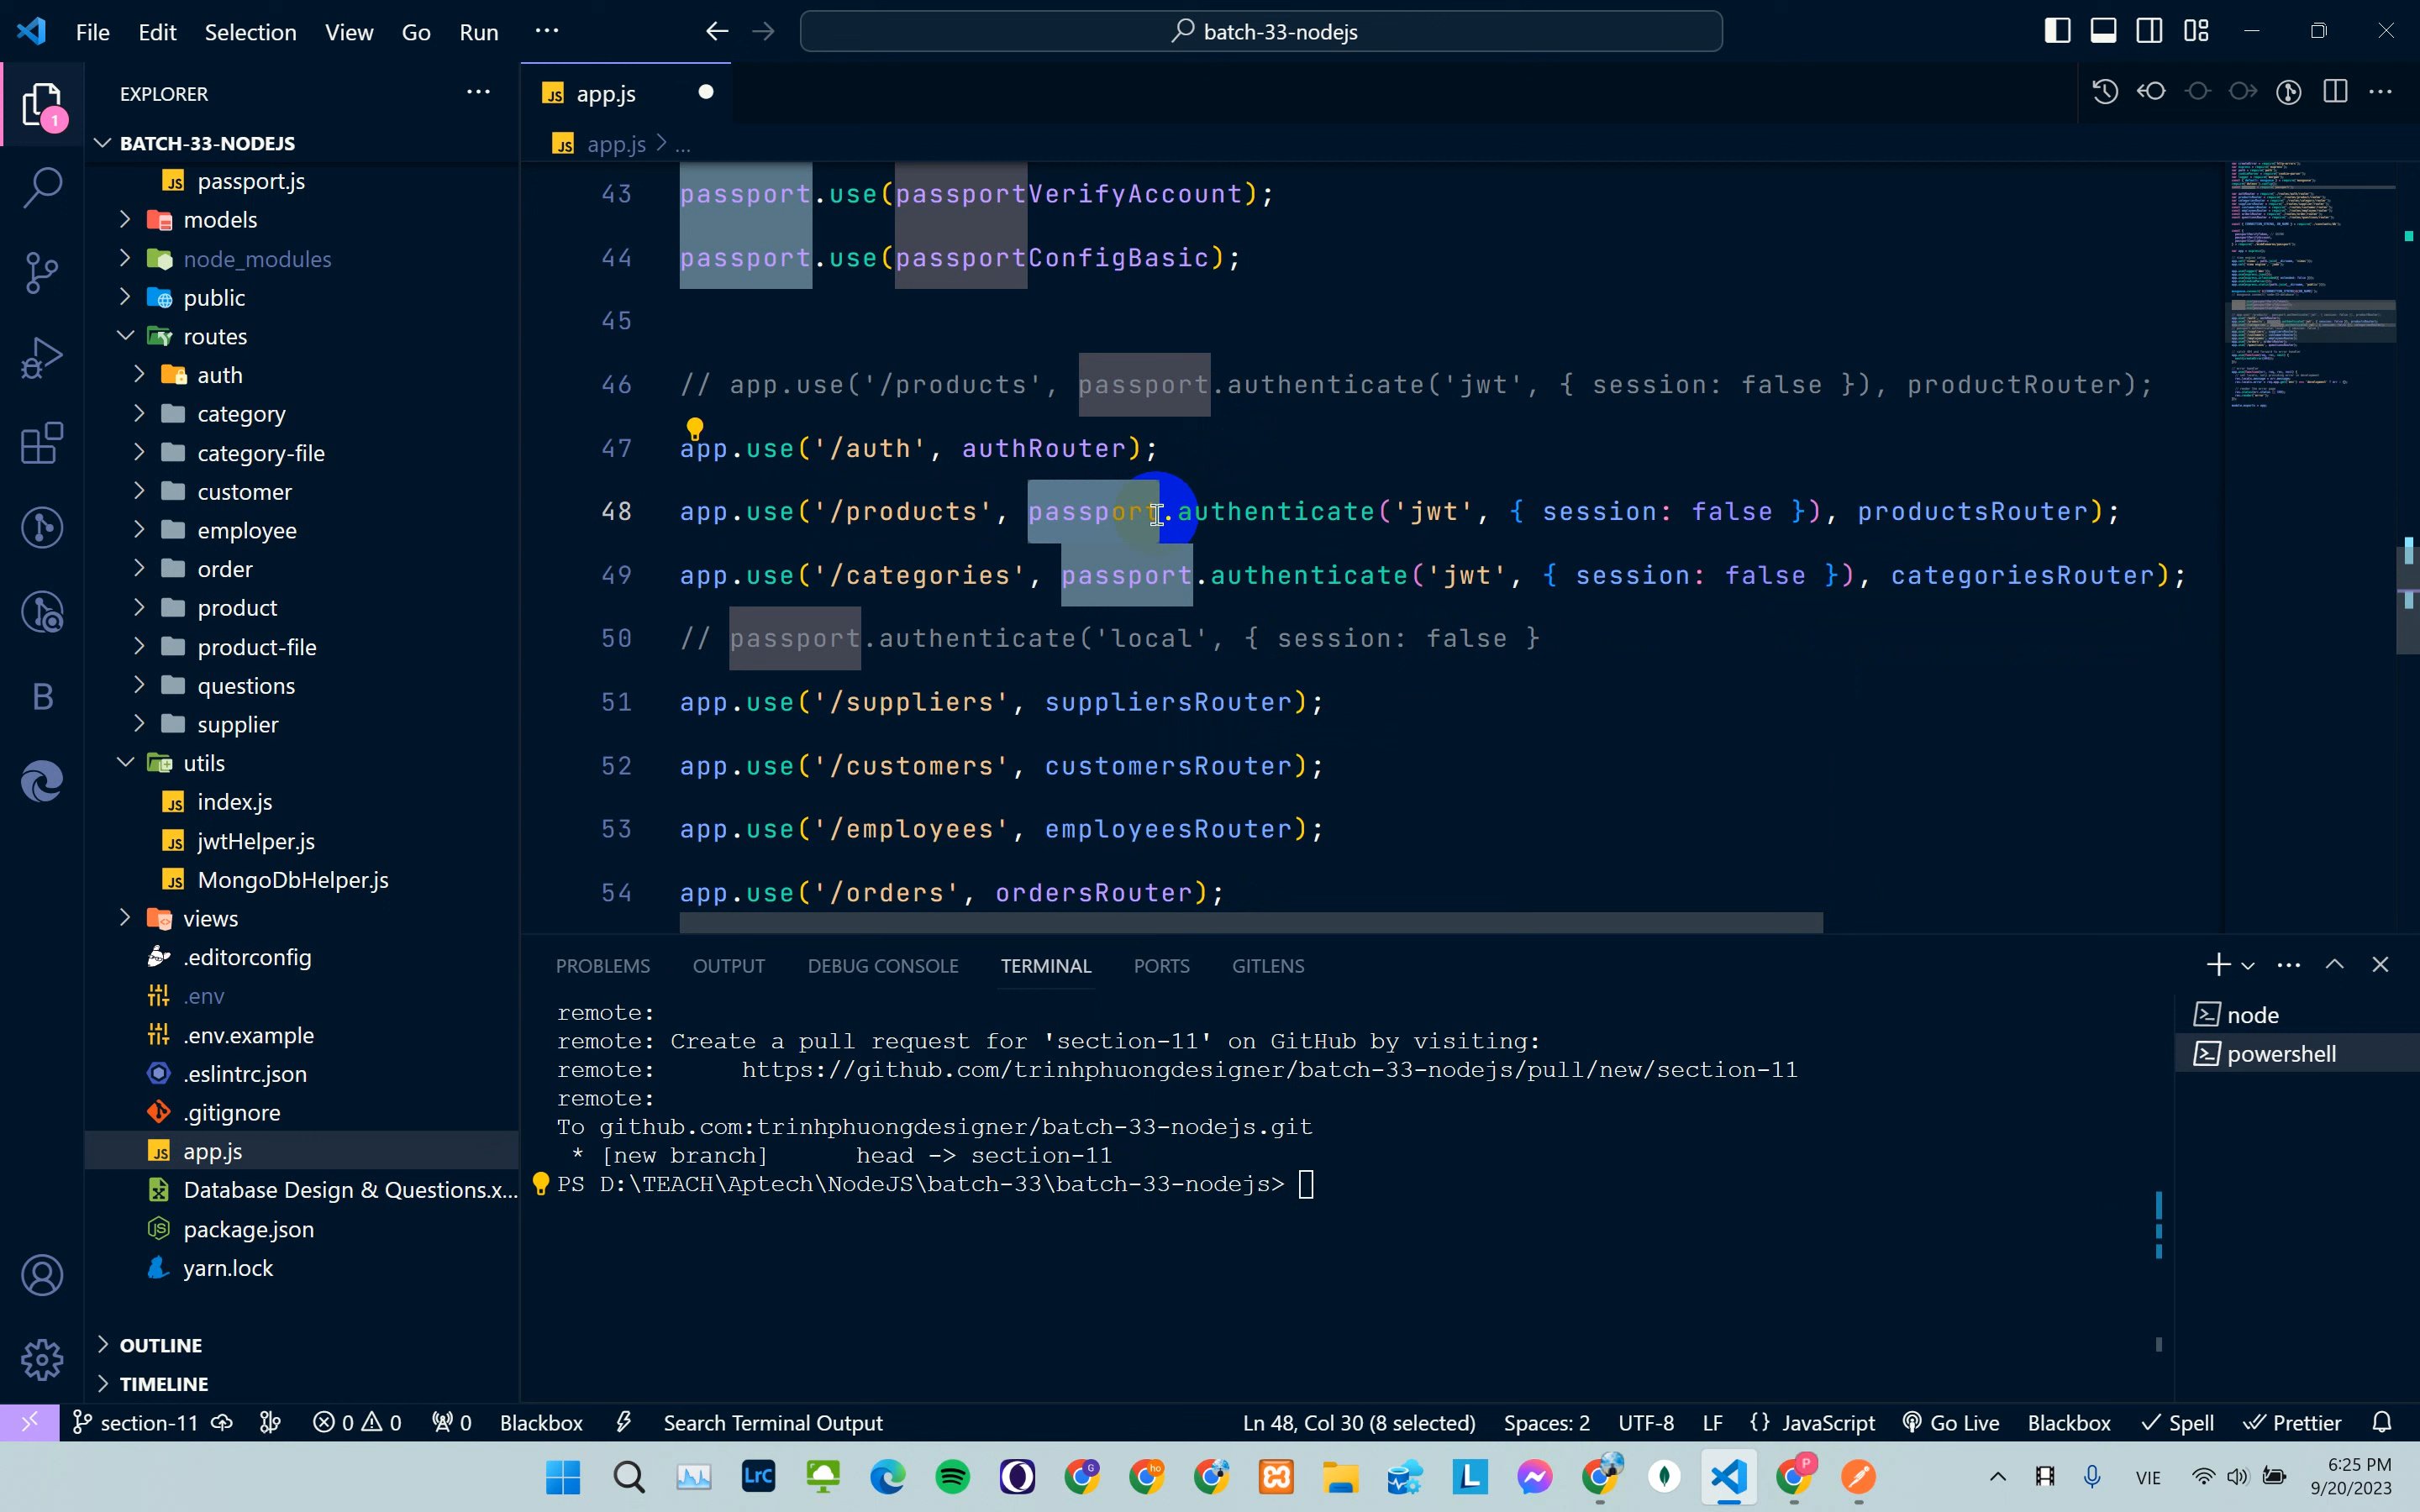 File Edit Selection View Go Run ··· batch-33-nodejs
EXPLORER ···
BATCH-33-NODEJS
passport.js
models
node_modules
public
routes
auth
category
category-file
customer
employee
order
product
product-file
questions
supplier
utils
index.js
jwtHelper.js
MongoDbHelper.js
views
.editorconfig
.env
.env.example
.eslintrc.json
.gitignore
app.js
Database Design & Questions.x...
package.json
yarn.lock
OUTLINE
TIMELINE
1
B
JS app.js
JS app.js > ...
43 passport.use(passportVerifyAccount);
44 passport.use(passportConfigBasic);
45
46 // app.use('/products', passport.authenticate('jwt', { session: false }), productRouter);
47 app.use('/auth', authRouter);
48 app.use('/products', passport.authenticate('jwt', { session: false }), productsRouter);
49 app.use('/categories', passport.authenticate('jwt', { session: false }), categoriesRouter);
50 // passport.authenticate('local', { session: false }
51 app.use('/suppliers', suppliersRouter);
52 app.use('/customers', customersRouter);
53 app.use('/employees', employeesRouter);
54 app.use('/orders', ordersRouter);
PROBLEMS OUTPUT DEBUG CONSOLE TERMINAL PORTS GITLENS
remote:
remote: Create a pull request for 'section-11' on GitHub by visiting:
remote: https://github.com/trinhphuongdesigner/batch-33-nodejs/pull/new/section-11
remote:
To github.com:trinhphuongdesigner/batch-33-nodejs.git
* [new branch] head -> section-11
PS D:\TEACH\Aptech\NodeJS\batch-33\batch-33-nodejs>
node
powershell
section-11 0 0 0 Blackbox Search Terminal Output Ln 48, Col 30 (8 selected) Spaces: 2 UTF-8 LF {} JavaScript Go Live Blackbox Spell Prettier
LrC G ho L P VIE 6:25 PM
9/20/2023